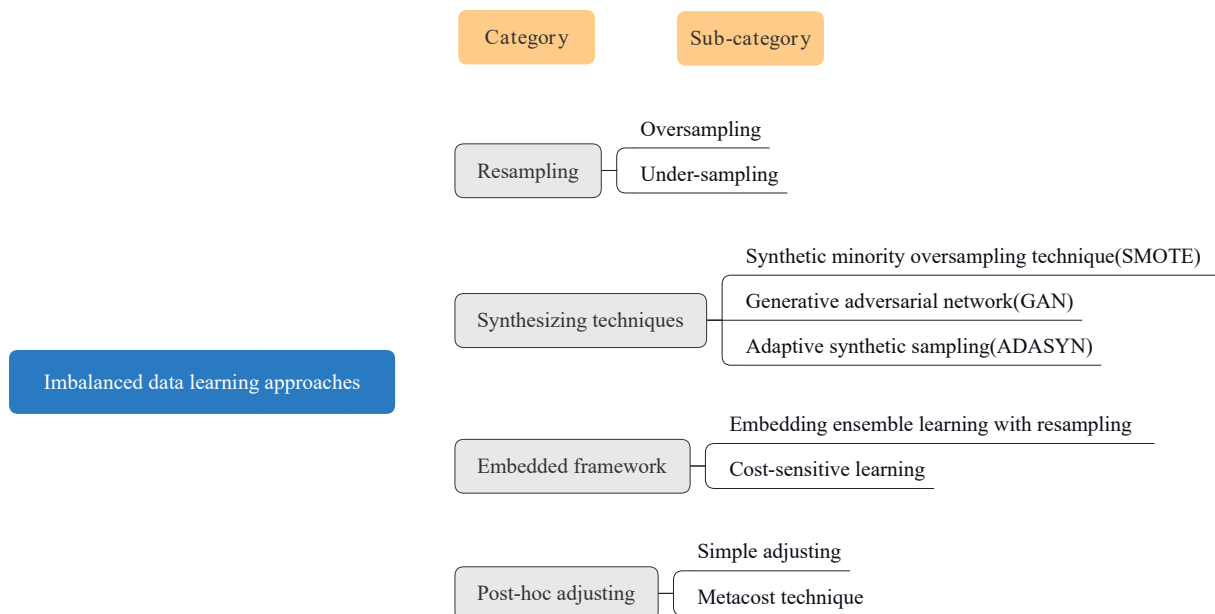 Category
Sub-category
Oversampling
Resampling
Under-sampling
Synthetic minority oversampling technique(SMOTE)
Generative adversarial network(GAN)
Synthesizing techniques
Adaptive synthetic sampling(ADASYN)
Imbalanced data learning approaches
Embedding ensemble learning with resampling
Embedded framework
Cost-sensitive learning
Simple adjusting
Post-hoc adjusting
Metacost technique